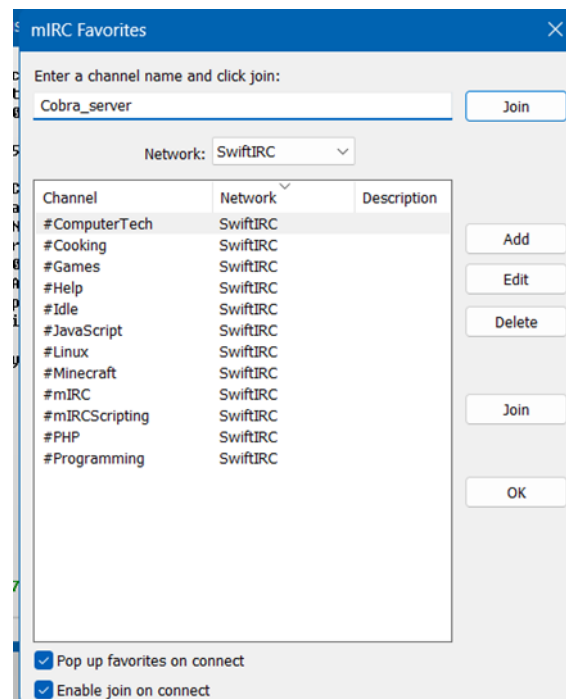 mIRC Favorites
Enter a channel name and click join:
Cobra_server
Join
Network: SwiftIRC
Channel Network Description
#ComputerTech SwiftIRC
#Cooking SwiftIRC
#Games SwiftIRC
#Help SwiftIRC
#Idle SwiftIRC
#JavaScript SwiftIRC
#Linux SwiftIRC
#Minecraft SwiftIRC
#mIRC SwiftIRC
#mIRCScripting SwiftIRC
#PHP SwiftIRC
#Programming SwiftIRC
Add
Edit
Delete
Join
OK
Pop up favorites on connect
Enable join on connect